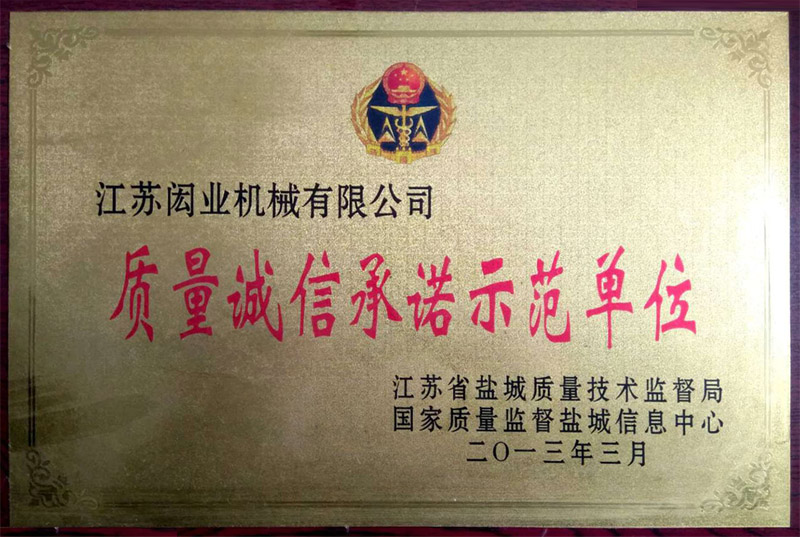 江苏闳业机械有限公司
质量诚信承诺示范单位
江苏省盐城质量技术监督局
国家质量监督盐城信息中心
二〇一三年三月